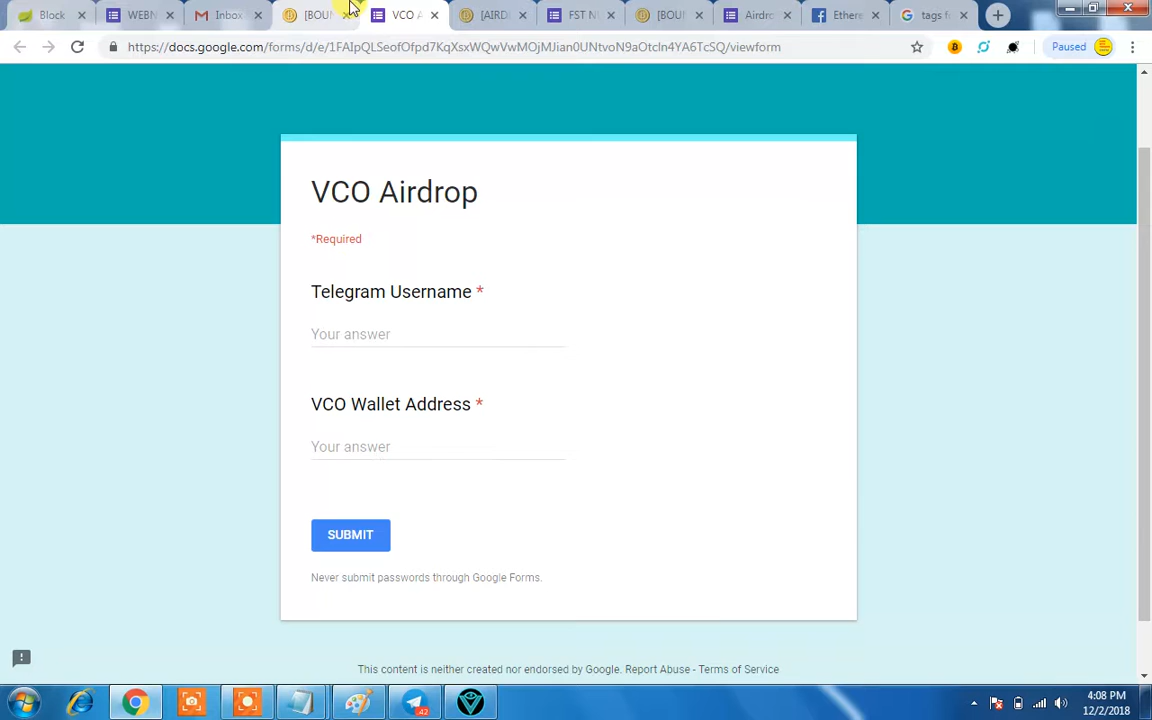 Block
WEBN
Inbox
[BOUN
VCO A
[AIRD
FST N
[BOU
Airdro
Ethere
tags f
https://docs.google.com/forms/d/e/1FAIpQLSeofOfpd7KqXsxWQwVwMOjMJian0UNtvoN9aOtcln4YA6TcSQ/viewform
Paused
VCO Airdrop
*Required
Telegram Username *
Your answer
VCO Wallet Address *
Your answer
SUBMIT
Never submit passwords through Google Forms.
This content is neither created nor endorsed by Google. Report Abuse - Terms of Service
42
4:08 PM
12/2/2018